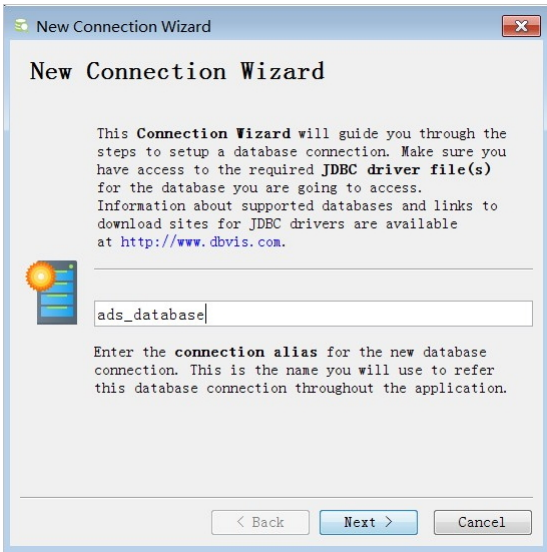 New Connection Wizard
New Connection Wizard
This Connection Wizard will guide you through the
steps to setup a database connection. Make sure you
have access to the required JDBC driver file(s)
for the database you are going to access.
Information about supported databases and links to
download sites for JDBC drivers are available
at http://www.dbvis.com.
ads_database
Enter the connection alias for the new database
connection. This is the name you will use to refer
this database connection throughout the application.
< Back Next > Cancel